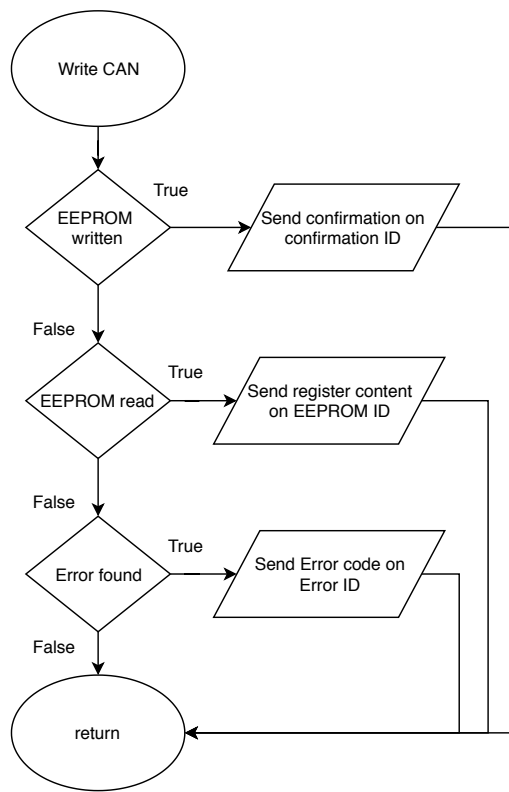 Write CAN
True
EEPROM
written
Send confirmation on
confirmation ID
False
True
EEPROM read
Send register content
on EEPROM ID
False
True
Error found
Send Error code on
Error ID
False
return